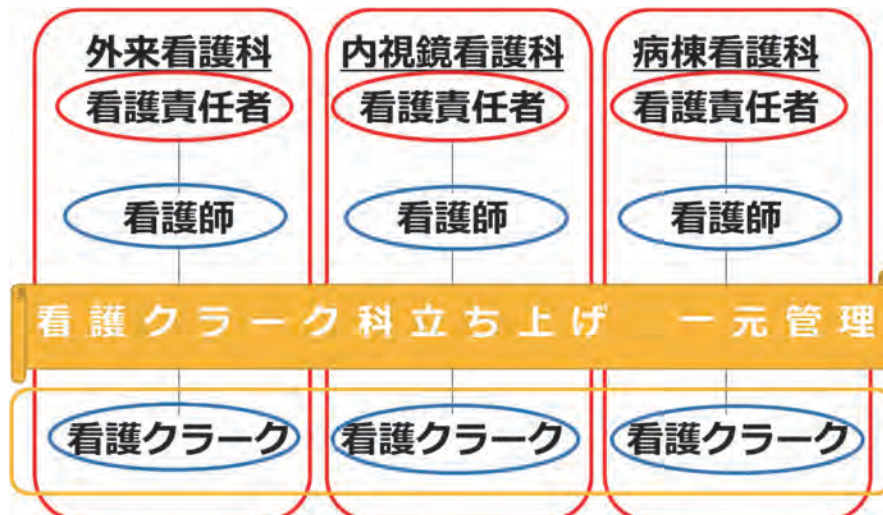 外来看護科
看護責任者
看護師
内視鏡看護科
看護責任者
看護師
病棟看護科
看護責任者
看護師
看護クラーク科立ち上げ　一元管理
看護クラーク
看護クラーク
看護クラーク